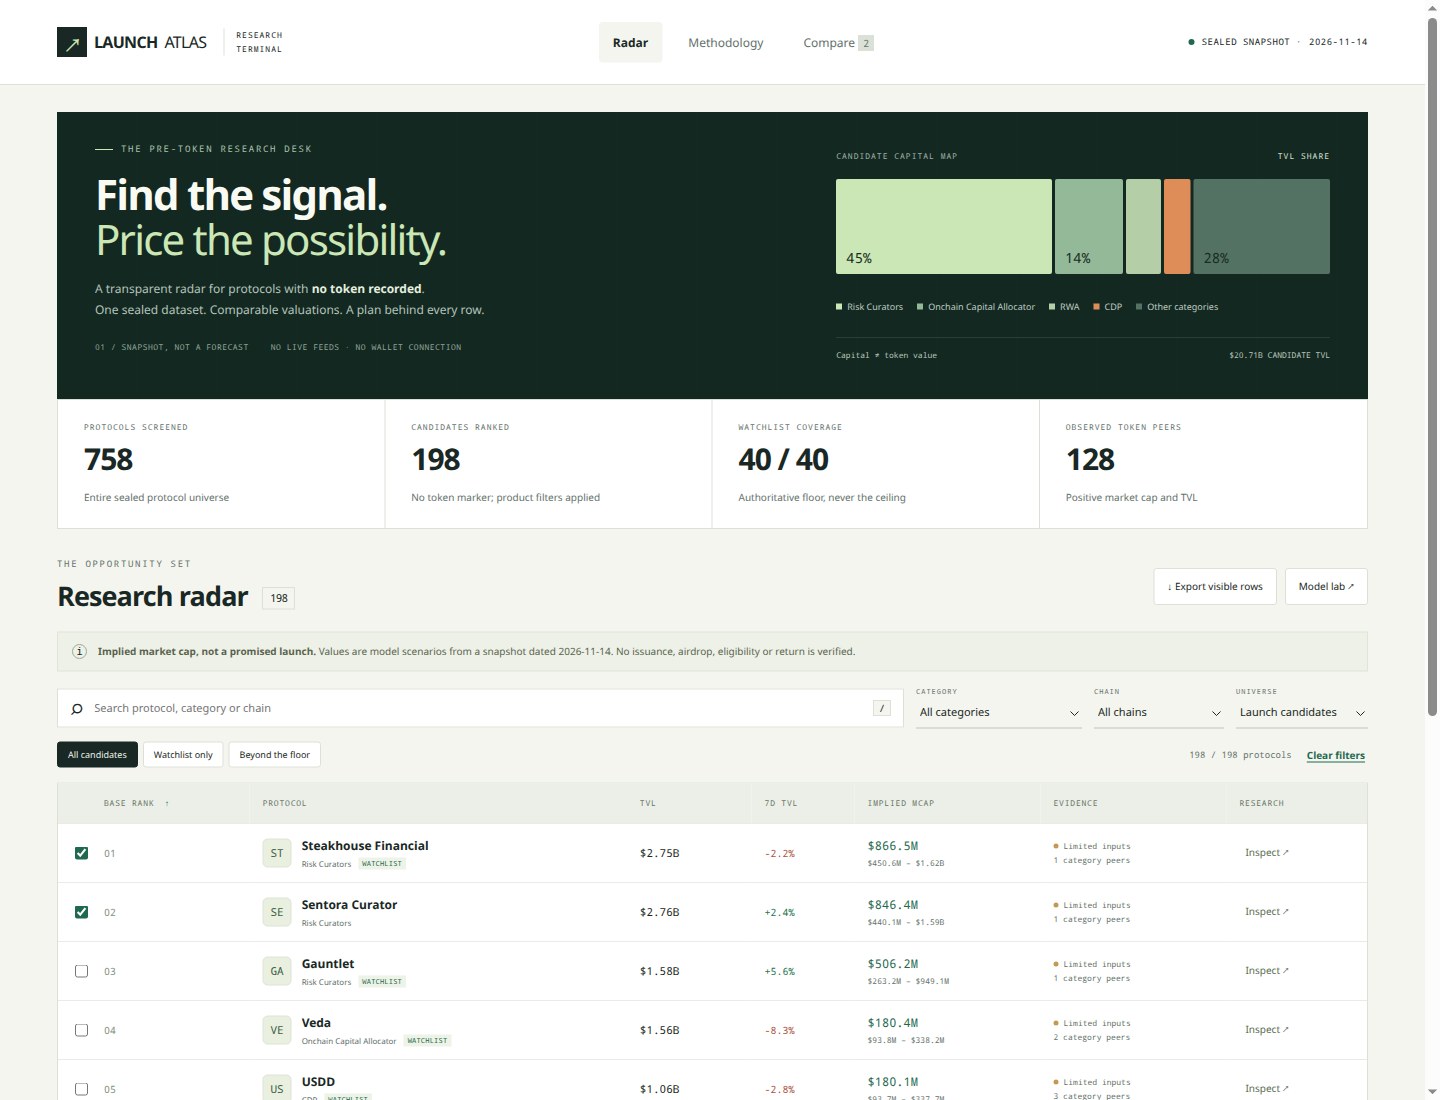 LAUNCH ATLAS
RESEARCH
TERMINAL
Radar
Methodology
Compare 2
SEALED SNAPSHOT · 2026-11-14
THE PRE-TOKEN RESEARCH DESK
Find the signal.
Price the possibility.
A transparent radar for protocols with no token recorded.
One sealed dataset. Comparable valuations. A plan behind every row.
01 / SNAPSHOT, NOT A FORECAST NO LIVE FEEDS · NO WALLET CONNECTION
CANDIDATE CAPITAL MAP TVL SHARE
45% 14% 28%
Risk Curators Onchain Capital Allocator RWA CDP Other categories
Capital ≠ token value $20.71B CANDIDATE TVL
PROTOCOLS SCREENED
758
Entire sealed protocol universe
CANDIDATES RANKED
198
No token marker; product filters applied
WATCHLIST COVERAGE
40 / 40
Authoritative floor, never the ceiling
OBSERVED TOKEN PEERS
128
Positive market cap and TVL
THE OPPORTUNITY SET
Research radar 198
↓ Export visible rows
Model lab ↗
i Implied market cap, not a promised launch. Values are model scenarios from a snapshot dated 2026-11-14. No issuance, airdrop, eligibility or return is verified.
Search protocol, category or chain /
CATEGORY
All categories
CHAIN
All chains
UNIVERSE
Launch candidates
All candidates Watchlist only Beyond the floor
198 / 198 protocols Clear filters
BASE RANK ↑ PROTOCOL TVL 7D TVL IMPLIED MCAP EVIDENCE RESEARCH
01 ST Steakhouse Financial $2.75B -2.2% $866.5M Limited inputs Inspect ↗
Risk Curators WATCHLIST $450.6M – $1.62B 1 category peers
02 SE Sentora Curator $2.76B +2.4% $846.4M Limited inputs Inspect ↗
Risk Curators $440.1M – $1.59B 1 category peers
03 GA Gauntlet $1.58B +5.6% $506.2M Limited inputs Inspect ↗
Risk Curators WATCHLIST $263.2M – $949.1M 1 category peers
04 VE Veda $1.56B -8.3% $180.4M Limited inputs Inspect ↗
Onchain Capital Allocator WATCHLIST $93.8M – $338.2M 2 category peers
05 US USDD $1.06B -2.8% $180.1M Limited inputs Inspect ↗
CDP WATCHLIST $93.7M – $337.7M 3 category peers